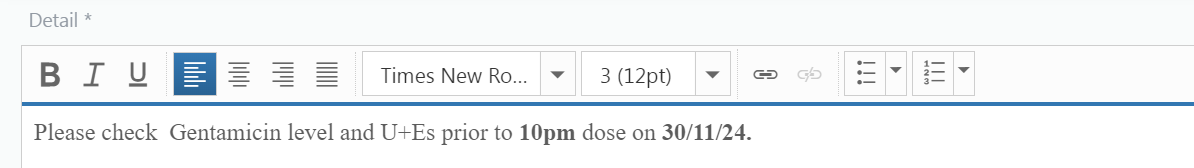 Detail *
B I U Times New Ro... 3 (12pt)
Please check  Gentamicin level and U+Es prior to 10pm dose on 30/11/24.